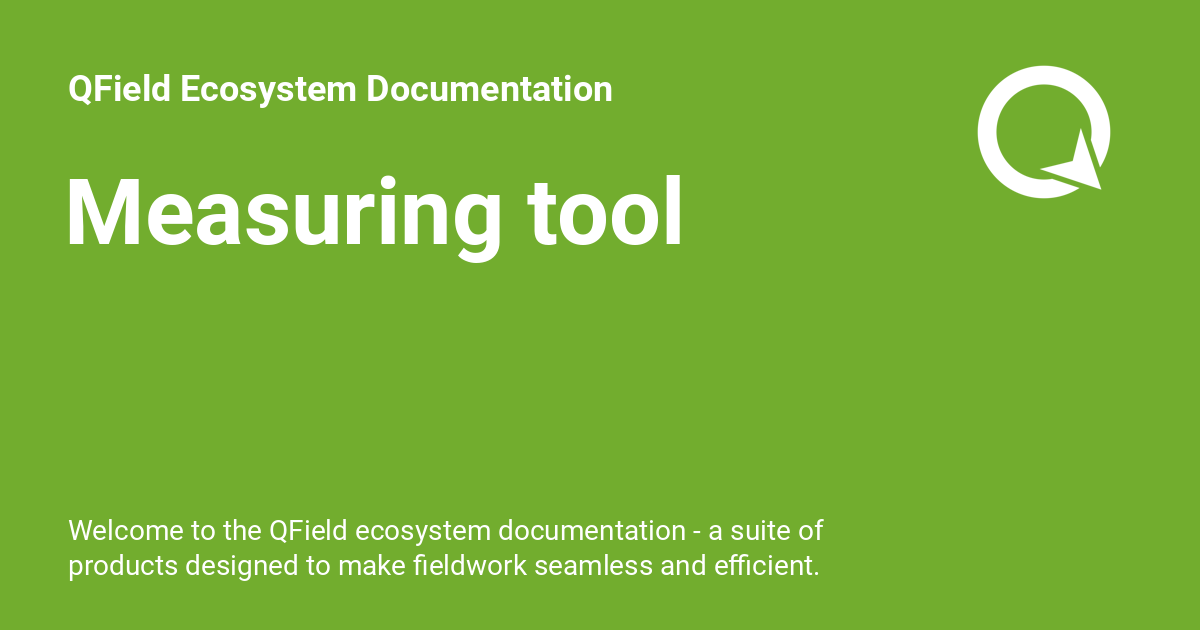 QField Ecosystem Documentation
Measuring tool
Welcome to the QField ecosystem documentation - a suite of
products designed to make fieldwork seamless and efficient.